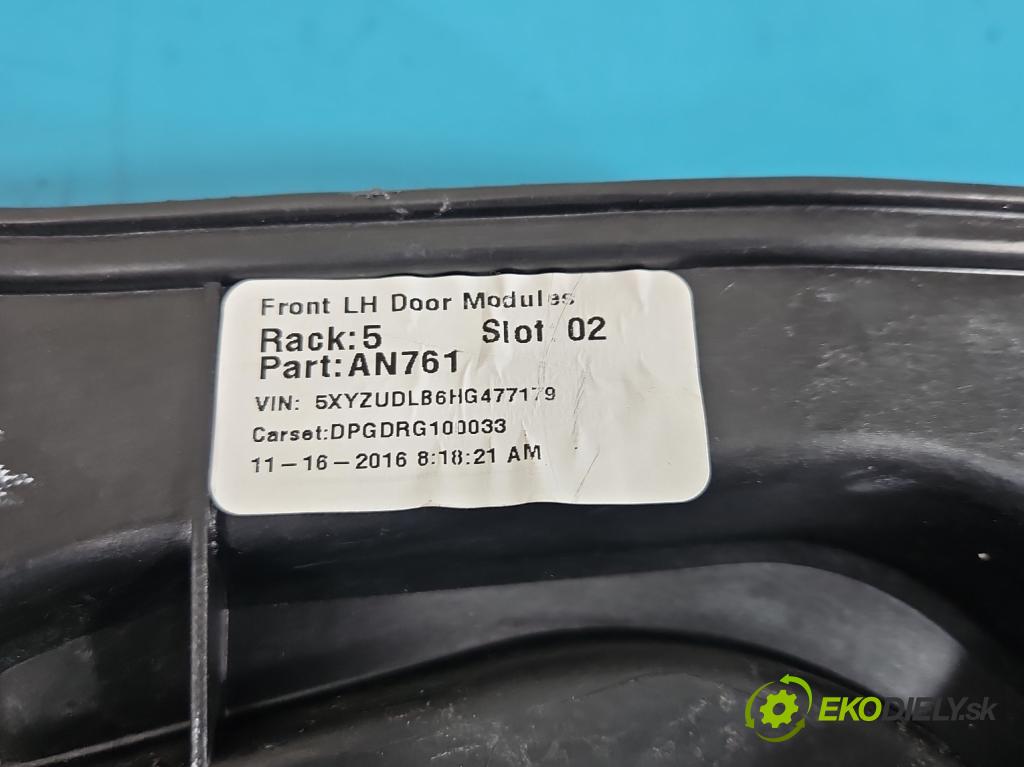 Front LH Door Modules
Rack:5 Slot: 02
Part:AN761
VIN: 5XYZUDLB6HG477179
Carset:DPGDRG100033
11-16-2016 8:18:21 AM
EKODIELY.sk